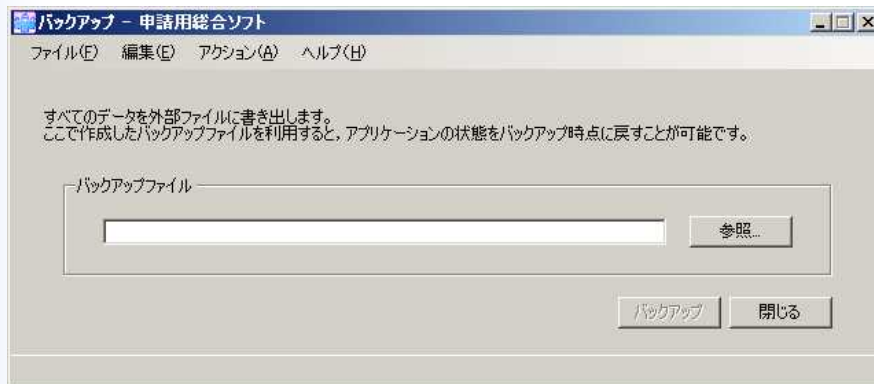 バックアップ - 申請用総合ソフト
ファイル(F) 編集(E) アクション(A) ヘルプ(H)
すべてのデータを外部ファイルに書き出します。
ここで作成したバックアップファイルを利用すると,アプリケーションの状態をバックアップ時点に戻すことが可能です。
バックアップファイル
参照...
バックアップ 閉じる